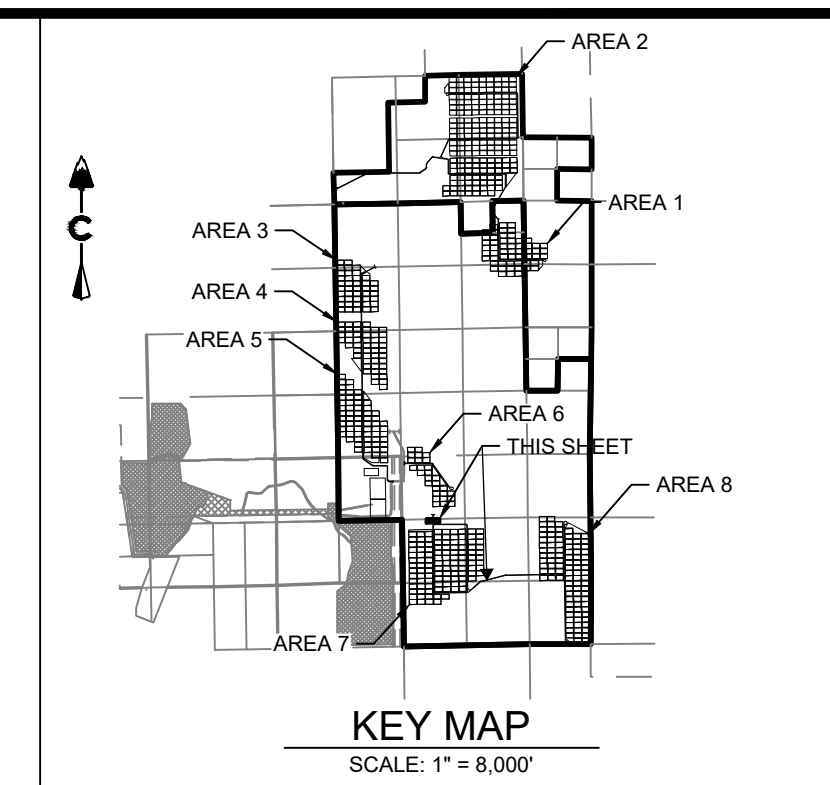 AREA 2
AREA 1
AREA 3
AREA 4
AREA 5
AREA 6
THIS SHEET
AREA 8
AREA 7
C
KEY MAP
SCALE: 1" = 8,000'